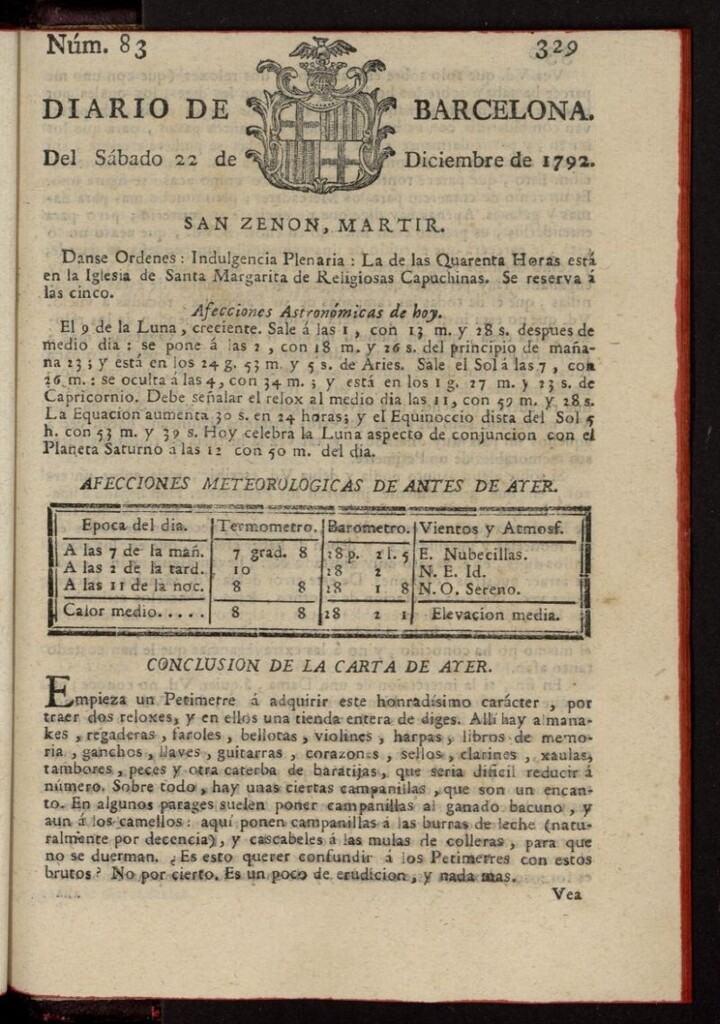 Núm. 83 329
DIARIO DE BARCELONA.
Del Sábado 22 de Diciembre de 1792.
SAN ZENON, MARTIR.
Danse Ordenes : Indulgencia Plenaria : La de las Quarenta Horas está
en la Iglesia de Santa Margarita de Religiosas Capuchinas. Se reserva á
las cinco.
Afecciones Astronómicas de hoy.
El 9 de la Luna, creciente. Sale á las 1, con 13 m. y 28 s. despues de
medio dia : se pone á las 2, con 18 m. y 26 s. del principio de maña-
na 23; y está en los 24 g. 53 m. y 5 s. de Aries. Sale el Sol á las 7, con
26 m. : se oculta á las 4, con 34 m. ; y está en los 1 g. 27 m. y 23 s. de
Capricornio. Debe señalar el relox al medio dia las 11, con 59 m. y 28 s.
La Equacion aumenta 30 s. en 24 horas; y el Equinoccio dista del Sol 5
h. con 53 m. y 39 s. Hoy celebra la Luna aspecto de conjuncion con el
Planeta Saturno á las 12 con 50 m. del dia.
AFECCIONES METEOROLOGICAS DE ANTES DE AYER.
Epoca del dia. Termometro. Barometro. Vientos y Atmosf.
A las 7 de la mañ. 7 grad. 8 28 p. 2 l. 5 E. Nubecillas.
A las 2 de la tard. 10 28 2 N. E. Id.
A las 11 de la noc. 8 8 28 1 8 N. O. Sereno.
Calor medio..... 8 8 28 2 1 Elevacion media.
CONCLUSION DE LA CARTA DE AYER.
Empieza un Petimetre á adquirir este honradísimo carácter, por
traer dos reloxes, y en ellos una tienda entera de diges. Allí hay almana-
kes, regaderas, faroles, bellotas, violines, harpas, libros de memo-
ria, ganchos, llaves, guitarras, corazones, sellos, clarines, xaulas,
tambores, peces y otra caterba de baratijas, que seria dificil reducir á
número. Sobre todo, hay unas ciertas campanillas, que son un encan-
to. En algunos parages suelen poner campanillas al ganado bacuno, y
aun á los camellos: aquí ponen campanillas á las burras de leche (natu-
ralmente por decencia), y cascabeles á las mulas de colleras, para que
no se duerman. ¿Es esto querer confundir á los Petimetres con estos
brutos? No por cierto. Es un poco de erudicion, y nada mas.
Vea